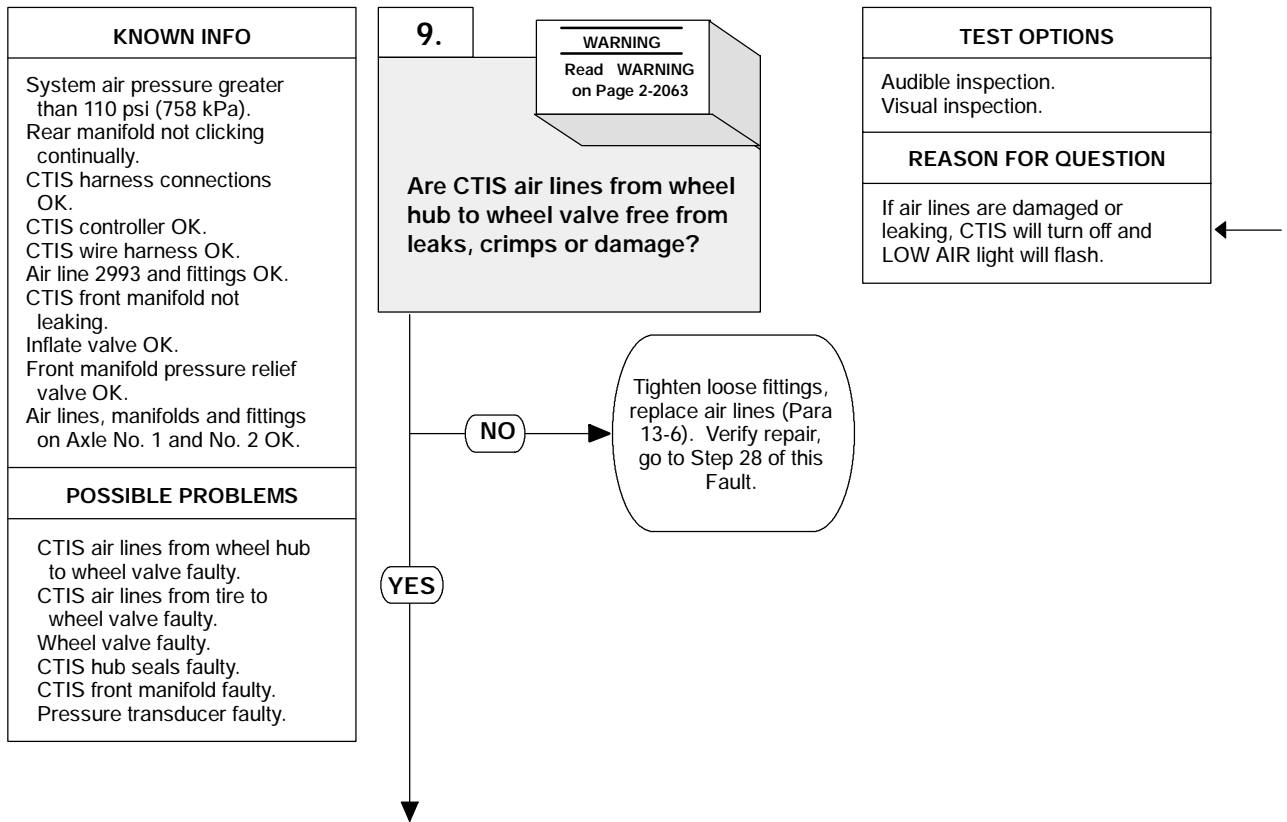 KNOWN INFO
System air pressure greater
than 110 psi (758 kPa).
Rear manifold not clicking
continually.
CTIS harness connections
OK.
CTIS controller OK.
CTIS wire harness OK.
Air line 2993 and fittings OK.
CTIS front manifold not
leaking.
Inflate valve OK.
Front manifold pressure relief
valve OK.
Air lines, manifolds and fittings
on Axle No. 1 and No. 2 OK.
POSSIBLE PROBLEMS
CTIS air lines from wheel hub
to wheel valve faulty.
CTIS air lines from tire to
wheel valve faulty.
Wheel valve faulty.
CTIS hub seals faulty.
CTIS front manifold faulty.
Pressure transducer faulty.
9.
WARNING
Read WARNING
on Page 2-2063
Are CTIS air lines from wheel
hub to wheel valve free from
leaks, crimps or damage?
NO
Tighten loose fittings,
replace air lines (Para
13-6). Verify repair,
go to Step 28 of this
Fault.
YES
TEST OPTIONS
Audible inspection.
Visual inspection.
REASON FOR QUESTION
If air lines are damaged or
leaking, CTIS will turn off and
LOW AIR light will flash.